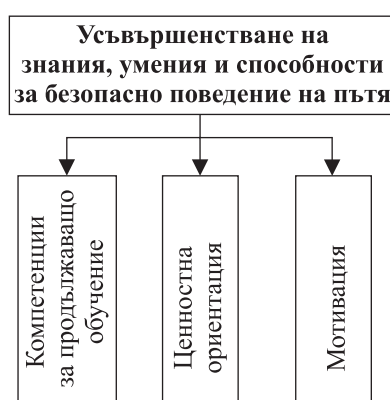 Усъвършенстване на
знания, умения и способности
за безопасно поведение на пътя
Компетенции
за продължаващо
обучение
Ценностна
ориентация
Мотивация